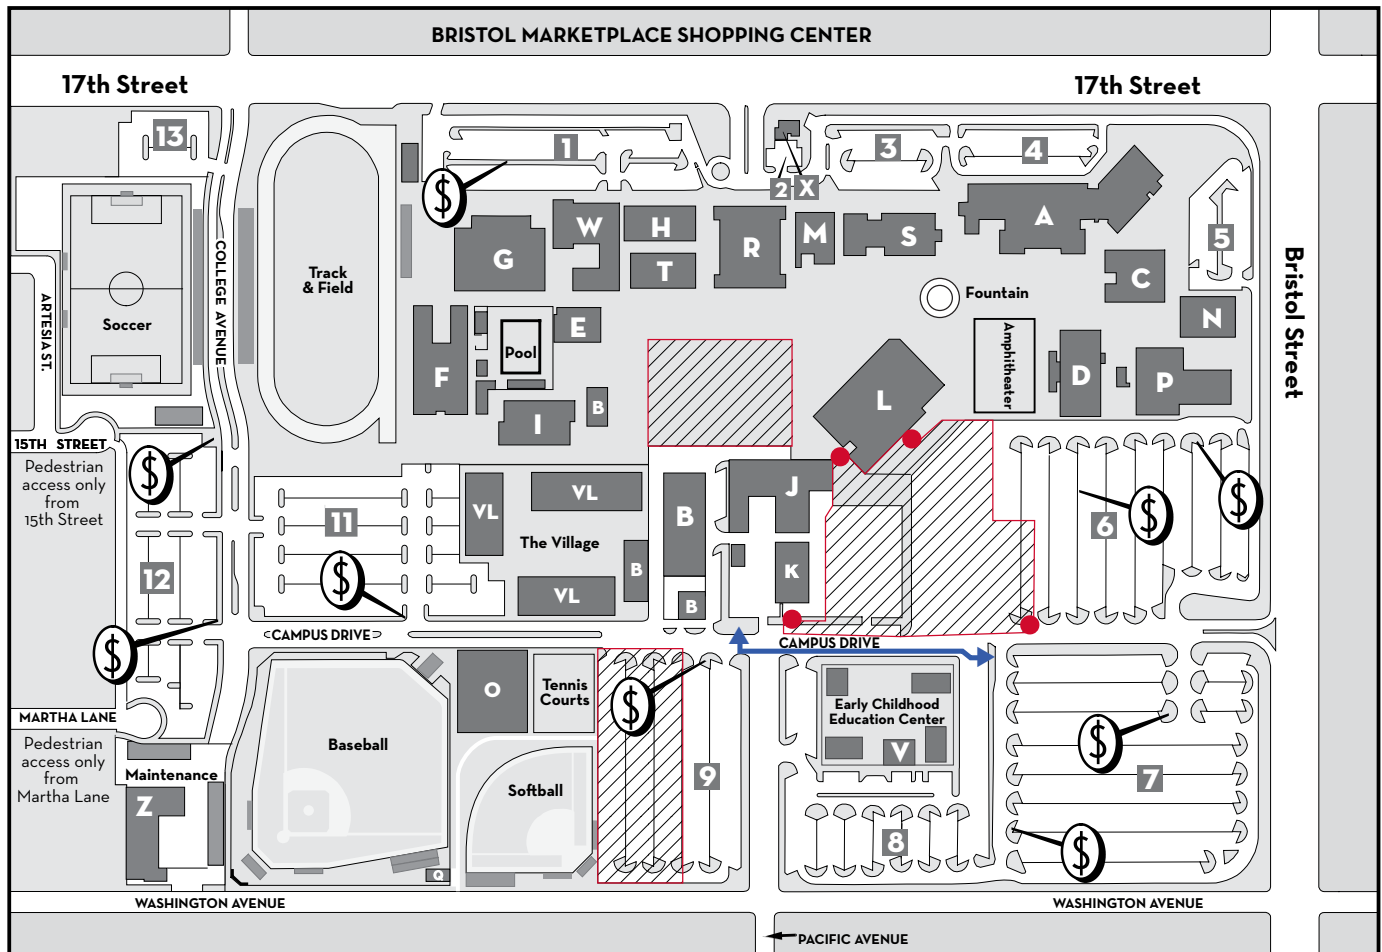 BRISTOL MARKETPLACE SHOPPING CENTER
17th Street
17th Street
13
1
3
4
2
X
$
5
W
H
R
M
S
A
G
T
C
COLLEGE AVENUE
Track
& Field
Fountain
Bristol Street
ARTESIA ST.
Soccer
N
E
Pool
Amphitheater
F
D
P
L
B
I
15TH STREET
Pedestrian
access only
from
15th Street
$
VL
VL
J
$
$
11
B
6
The Village
12
$
B
K
VL
B
CAMPUS DRIVE
CAMPUS DRIVE
$
O
Tennis
Courts
$
Early Childhood
Education Center
MARTHA LANE
Pedestrian
access only
from
Martha Lane
Baseball
V
$
Maintenance
9
7
Softball
Z
8
$
Q
WASHINGTON AVENUE
WASHINGTON AVENUE
PACIFIC AVENUE